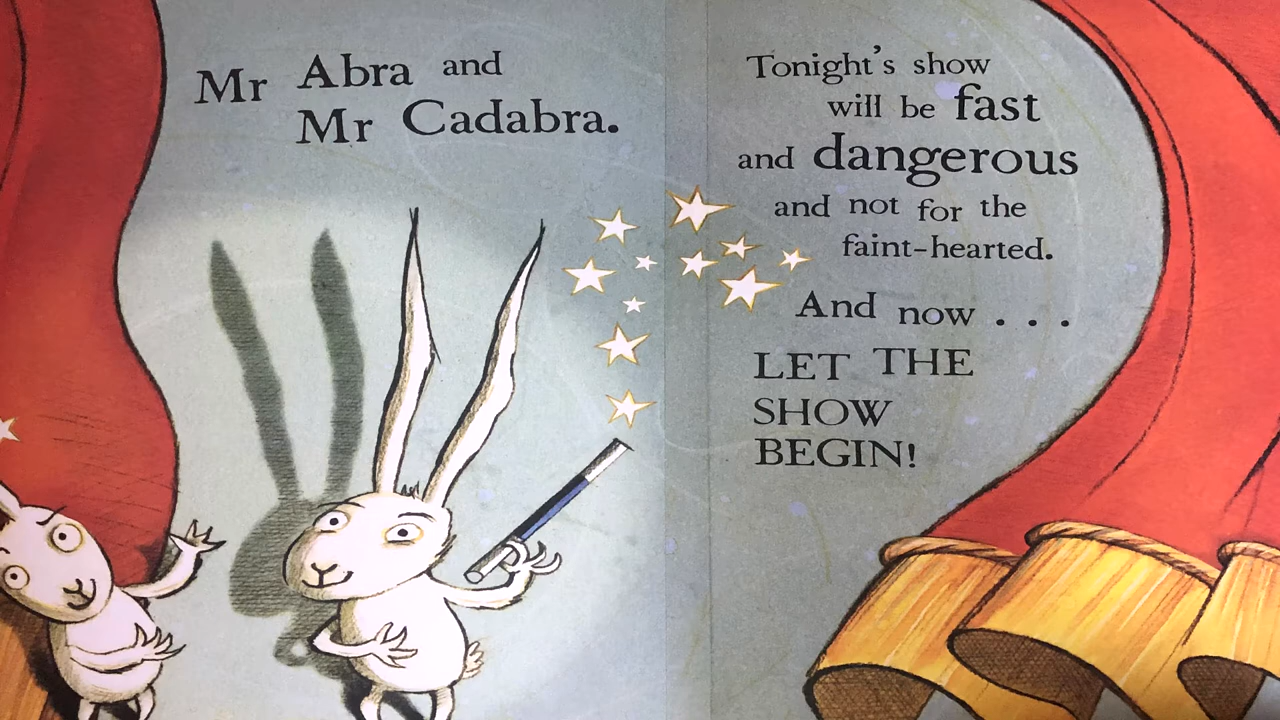 Mr Abra and
Mr Cadabra.
Tonight's show
will be fast
and dangerous
and not for the
faint-hearted.
And now . . .
LET THE
SHOW
BEGIN!